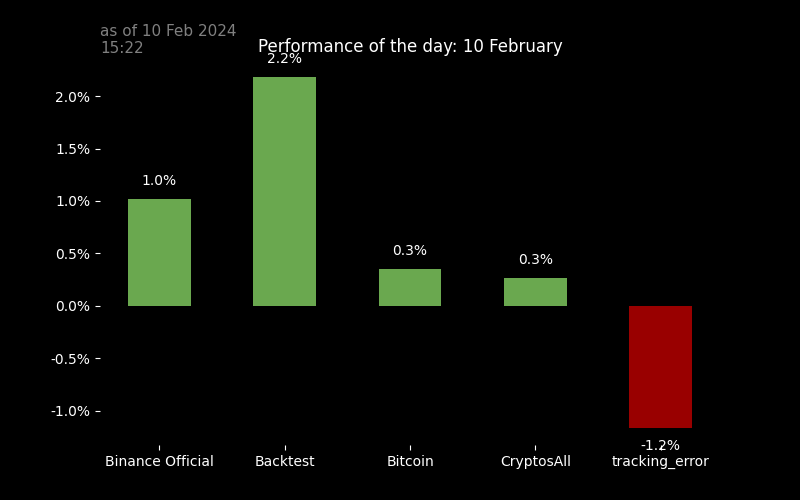 as of 10 Feb 2024
15:22
Performance of the day: 10 February
2.2%
2.0%
1.5%
1.0%
1.0%
0.5%
0.3%
0.3%
0.0%
-0.5%
-1.0%
-1.2%
Binance Official
Backtest
Bitcoin
CryptosAll
tracking_error